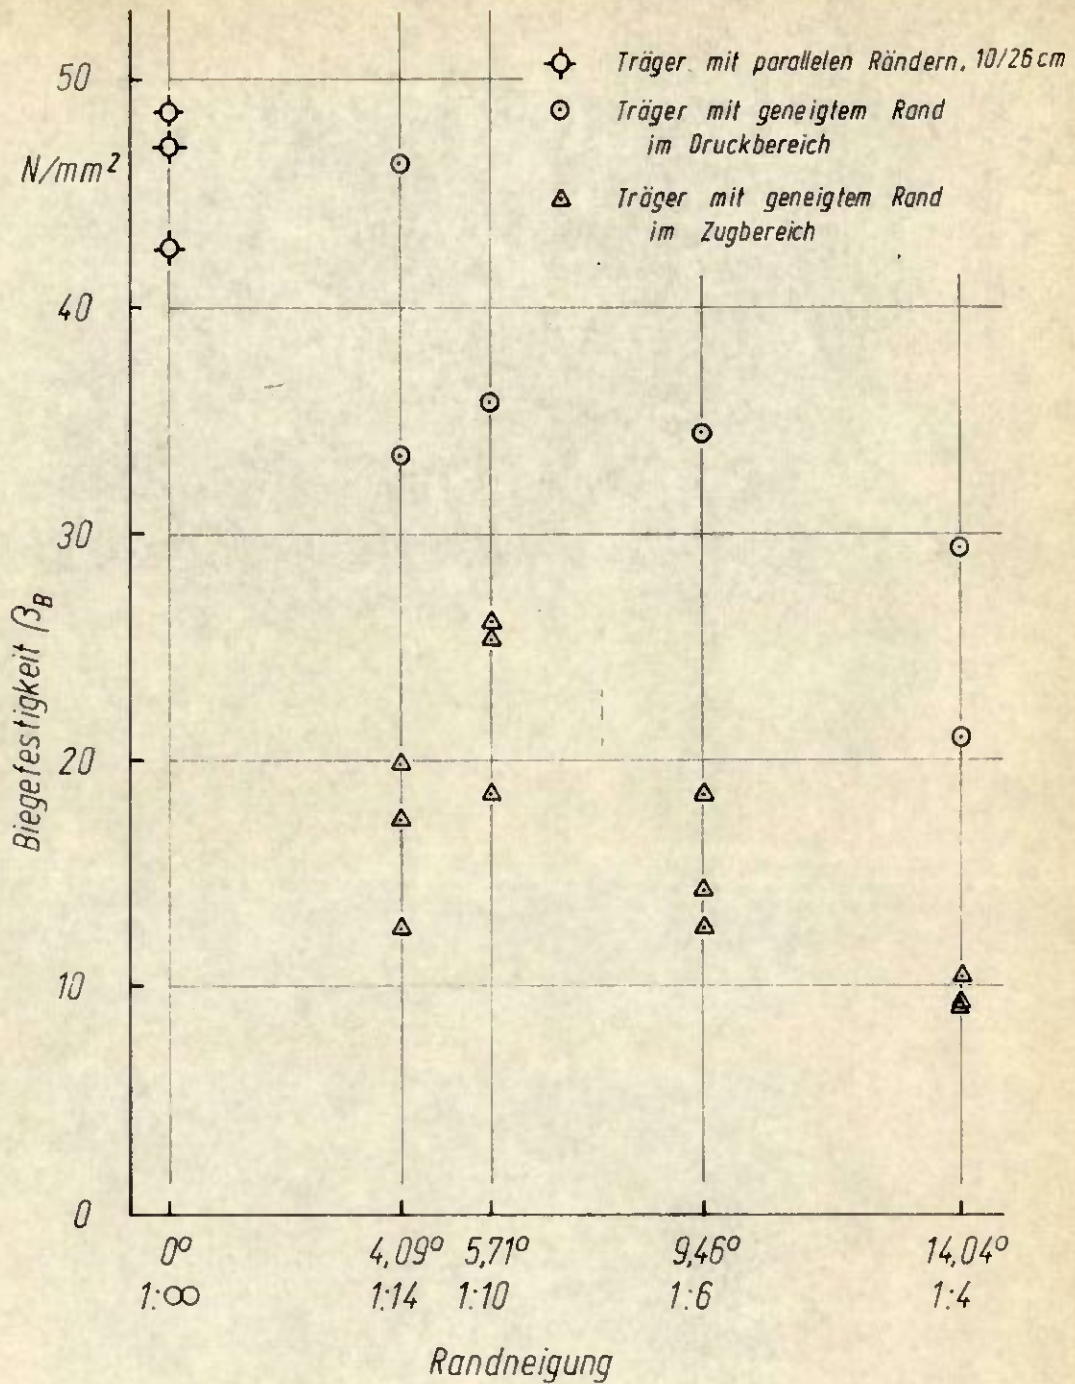 50
N/mm²
40
30
20
10
0
Biegefestigkeit βB
Träger mit parallelen Rändern, 10/26 cm
Träger mit geneigtem Rand
im Druckbereich
Träger mit geneigtem Rand
im Zugbereich
0° 4,09° 5,71° 9,46° 14,04°
1:∞ 1:14 1:10 1:6 1:4
Randneigung